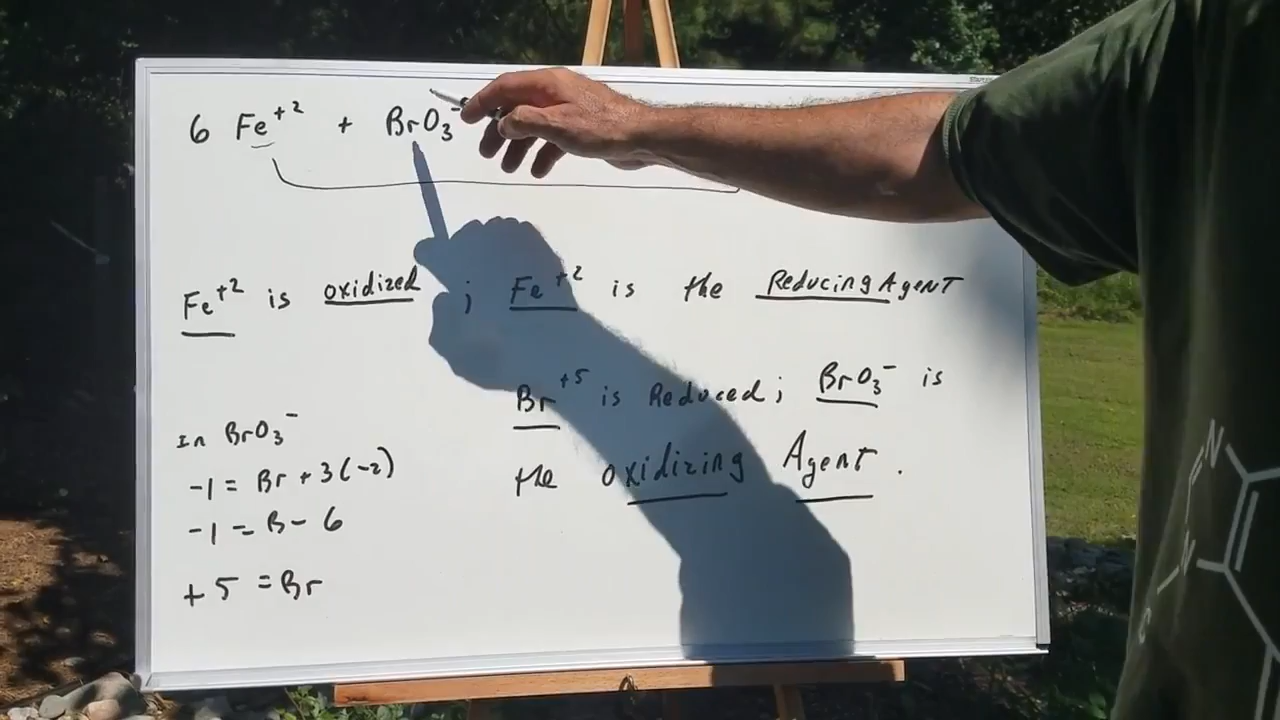 6 Fe⁺² + BrO₃⁻
Fe⁺² is oxidized ; Fe⁺² is the Reducing Agent
Br⁺⁵ is Reduced; BrO₃⁻ is
the oxidizing Agent.
In BrO₃⁻
-1 = Br + 3(-2)
-1 = B - 6
+5 = Br
N
N